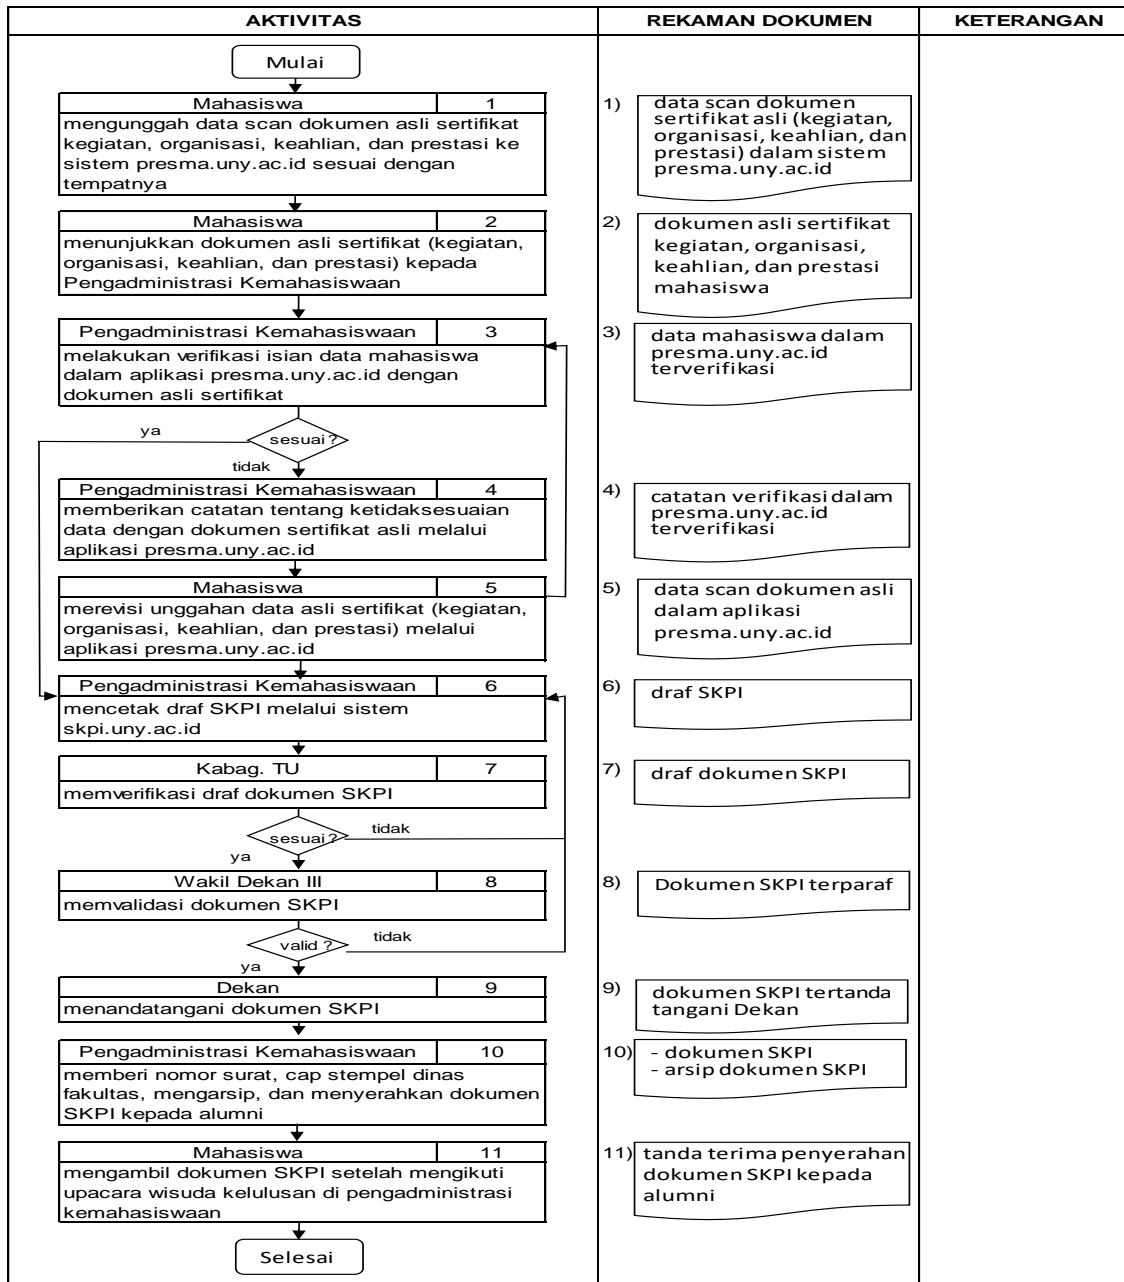 AKTIVITAS
REKAMAN DOKUMEN
KETERANGAN
Mulai
Mahasiswa 1
mengunggah data scan dokumen asli sertifikat
kegiatan, organisasi, keahlian, dan prestasi ke
sistem presma.uny.ac.id sesuai dengan
tempatnya
1) data scan dokumen
sertifikat asli (kegiatan,
organisasi, keahlian, dan
prestasi) dalam sistem
presma.uny.ac.id
Mahasiswa 2
menunjukkan dokumen asli sertifikat (kegiatan,
organisasi, keahlian, dan prestasi) kepada
Pengadministrasi Kemahasiswaan
2) dokumen asli sertifikat
kegiatan, organisasi,
keahlian, dan prestasi
mahasiswa
Pengadministrasi Kemahasiswaan 3
melakukan verifikasi isian data mahasiswa
dalam aplikasi presma.uny.ac.id dengan
dokumen asli sertifikat
3) data mahasiswa dalam
presma.uny.ac.id
terverifikasi
ya
sesuai?
tidak
Pengadministrasi Kemahasiswaan 4
memberikan catatan tentang ketidaksesuaian
data dengan dokumen sertifikat asli melalui
aplikasi presma.uny.ac.id
4) catatan verifikasi dalam
presma.uny.ac.id
terverifikasi
Mahasiswa 5
merevisi unggahan data asli sertifikat (kegiatan,
organisasi, keahlian, dan prestasi) melalui
aplikasi presma.uny.ac.id
5) data scan dokumen asli
dalam aplikasi
presma.uny.ac.id
Pengadministrasi Kemahasiswaan 6
mencetak draf SKPI melalui sistem
skpi.uny.ac.id
6) draf SKPI
Kabag. TU 7
memverifikasi draf dokumen SKPI
7) draf dokumen SKPI
sesuai?
tidak
ya
Wakil Dekan III 8
memvalidasi dokumen SKPI
8) Dokumen SKPI terparaf
valid ?
tidak
ya
Dekan 9
menandatangani dokumen SKPI
9) dokumen SKPI tertanda
tangani Dekan
Pengadministrasi Kemahasiswaan 10
memberi nomor surat, cap stempel dinas
fakultas, mengarsip, dan menyerahkan dokumen
SKPI kepada alumni
10) - dokumen SKPI
- arsip dokumen SKPI
Mahasiswa 11
mengambil dokumen SKPI setelah mengikuti
upacara wisuda kelulusan di pengadministrasi
kemahasiswaan
11) tanda terima penyerahan
dokumen SKPI kepada
alumni
Selesai